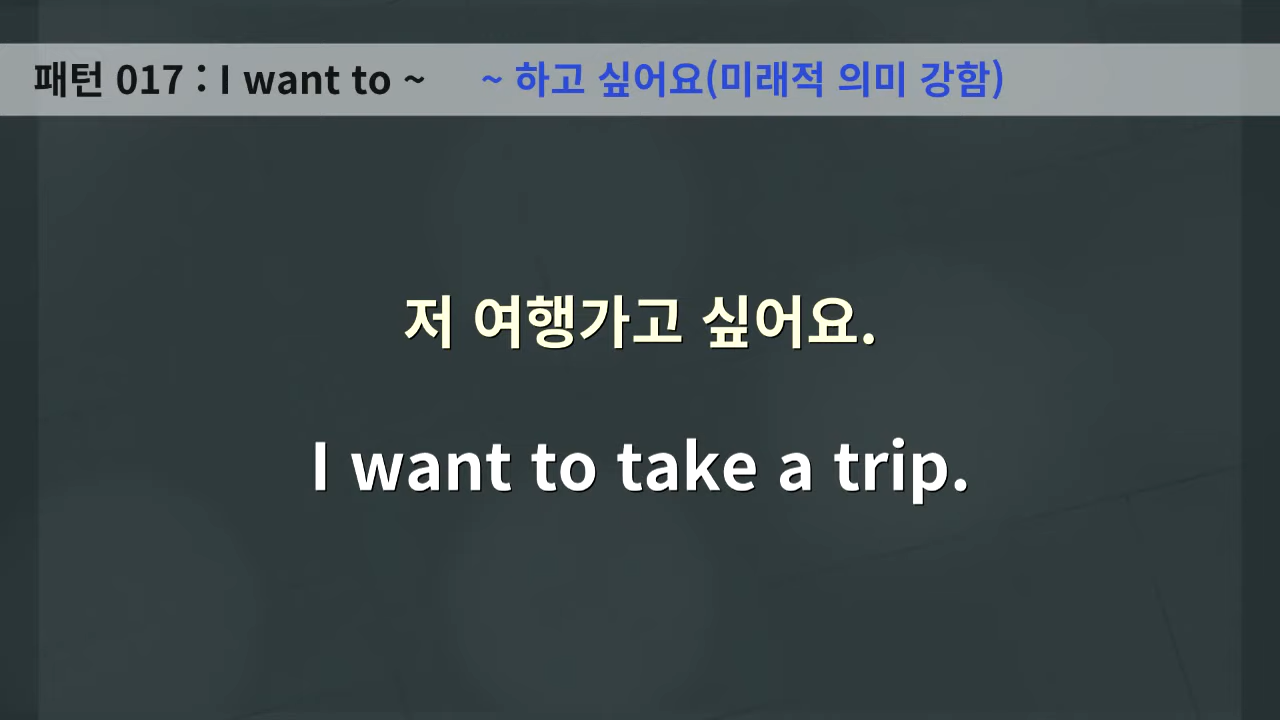 패턴 017 : I want to ~ ~ 하고 싶어요(미래적 의미 강함)
저 여행가고 싶어요.
I want to take a trip.